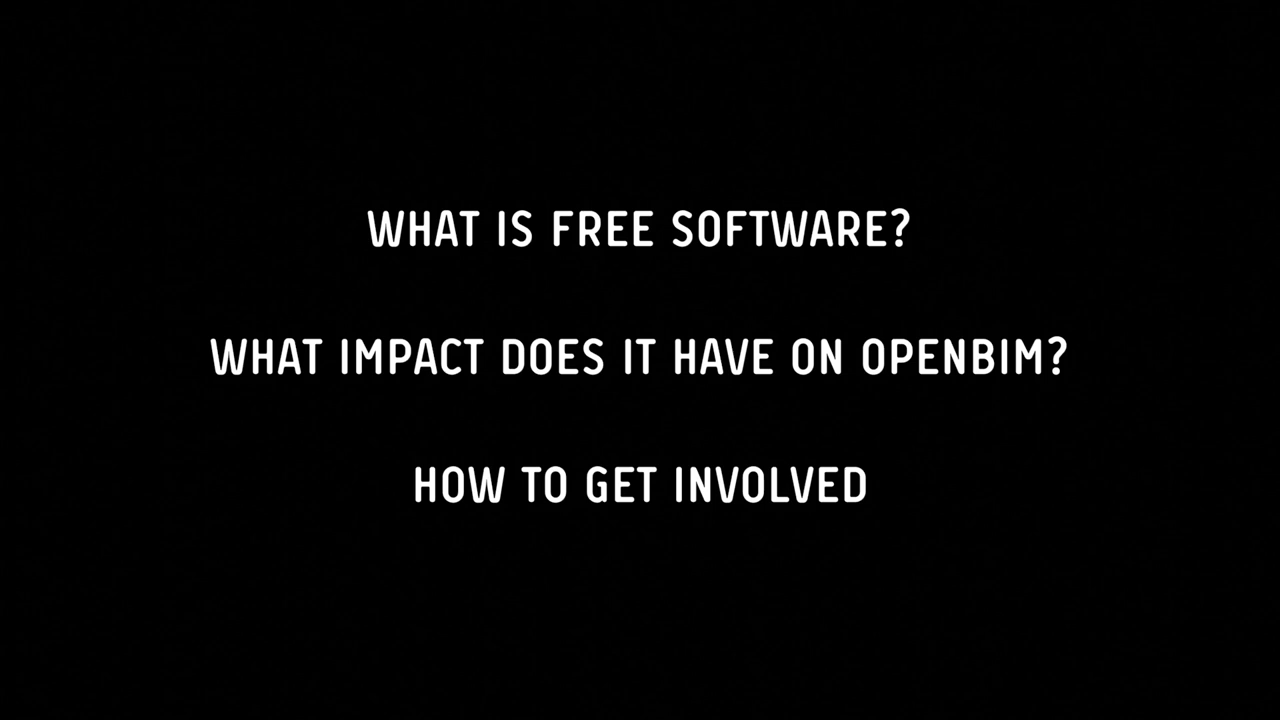 WHAT IS FREE SOFTWARE?
WHAT IMPACT DOES IT HAVE ON OPENBIM?
HOW TO GET INVOLVED